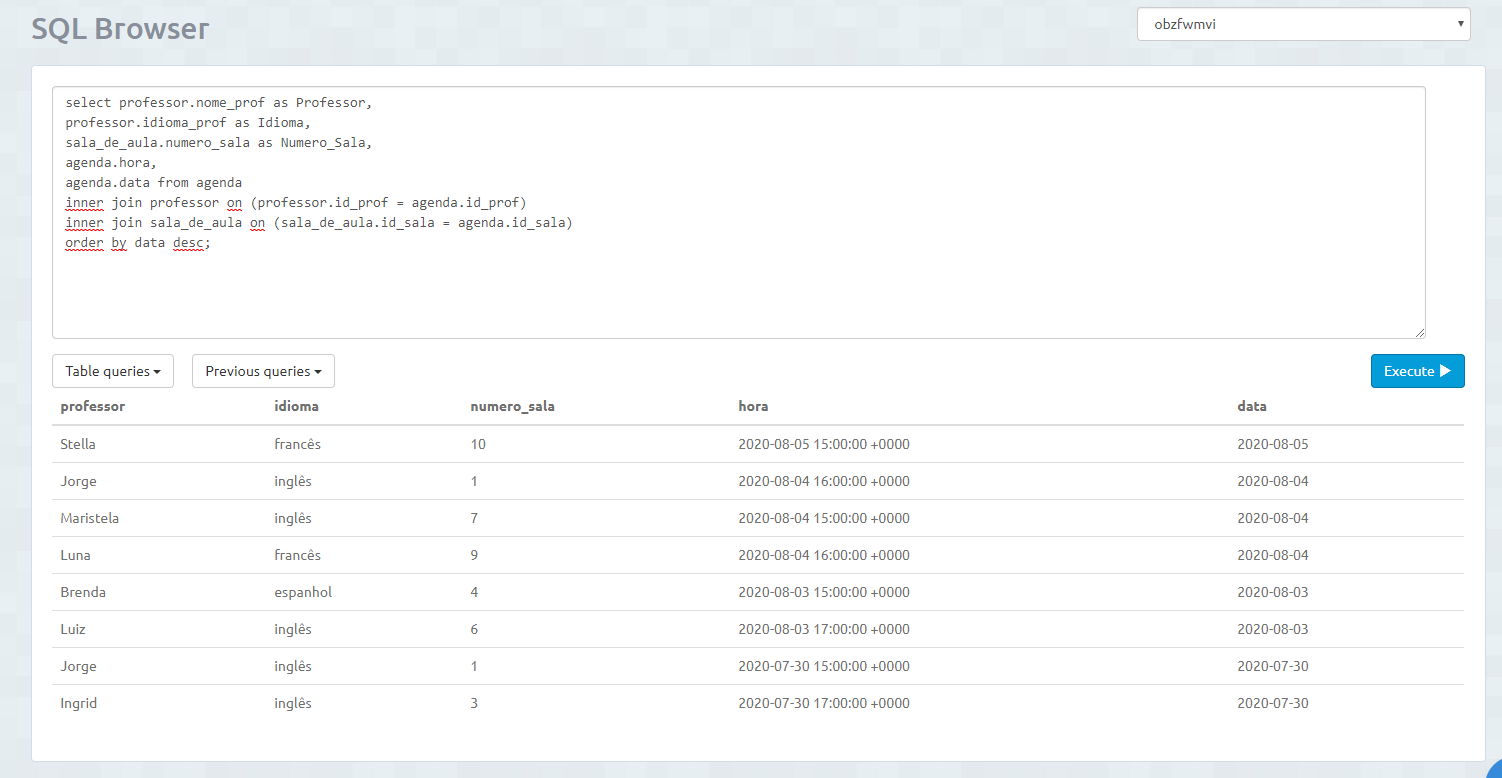 SQL Browser
obzfwmvi
select professor.nome_prof as Professor,
professor.idioma_prof as Idioma,
sala_de_aula.numero_sala as Numero_Sala,
agenda.hora,
agenda.data from agenda
inner join professor on (professor.id_prof = agenda.id_prof)
inner join sala_de_aula on (sala_de_aula.id_sala = agenda.id_sala)
order by data desc;
Table queries Previous queries Execute
professor idioma numero_sala hora data
Stella francês 10 2020-08-05 15:00:00 +0000 2020-08-05
Jorge inglês 1 2020-08-04 16:00:00 +0000 2020-08-04
Maristela inglês 7 2020-08-04 15:00:00 +0000 2020-08-04
Luna francês 9 2020-08-04 16:00:00 +0000 2020-08-04
Brenda espanhol 4 2020-08-03 15:00:00 +0000 2020-08-03
Luiz inglês 6 2020-08-03 17:00:00 +0000 2020-08-03
Jorge inglês 1 2020-07-30 15:00:00 +0000 2020-07-30
Ingrid inglês 3 2020-07-30 17:00:00 +0000 2020-07-30